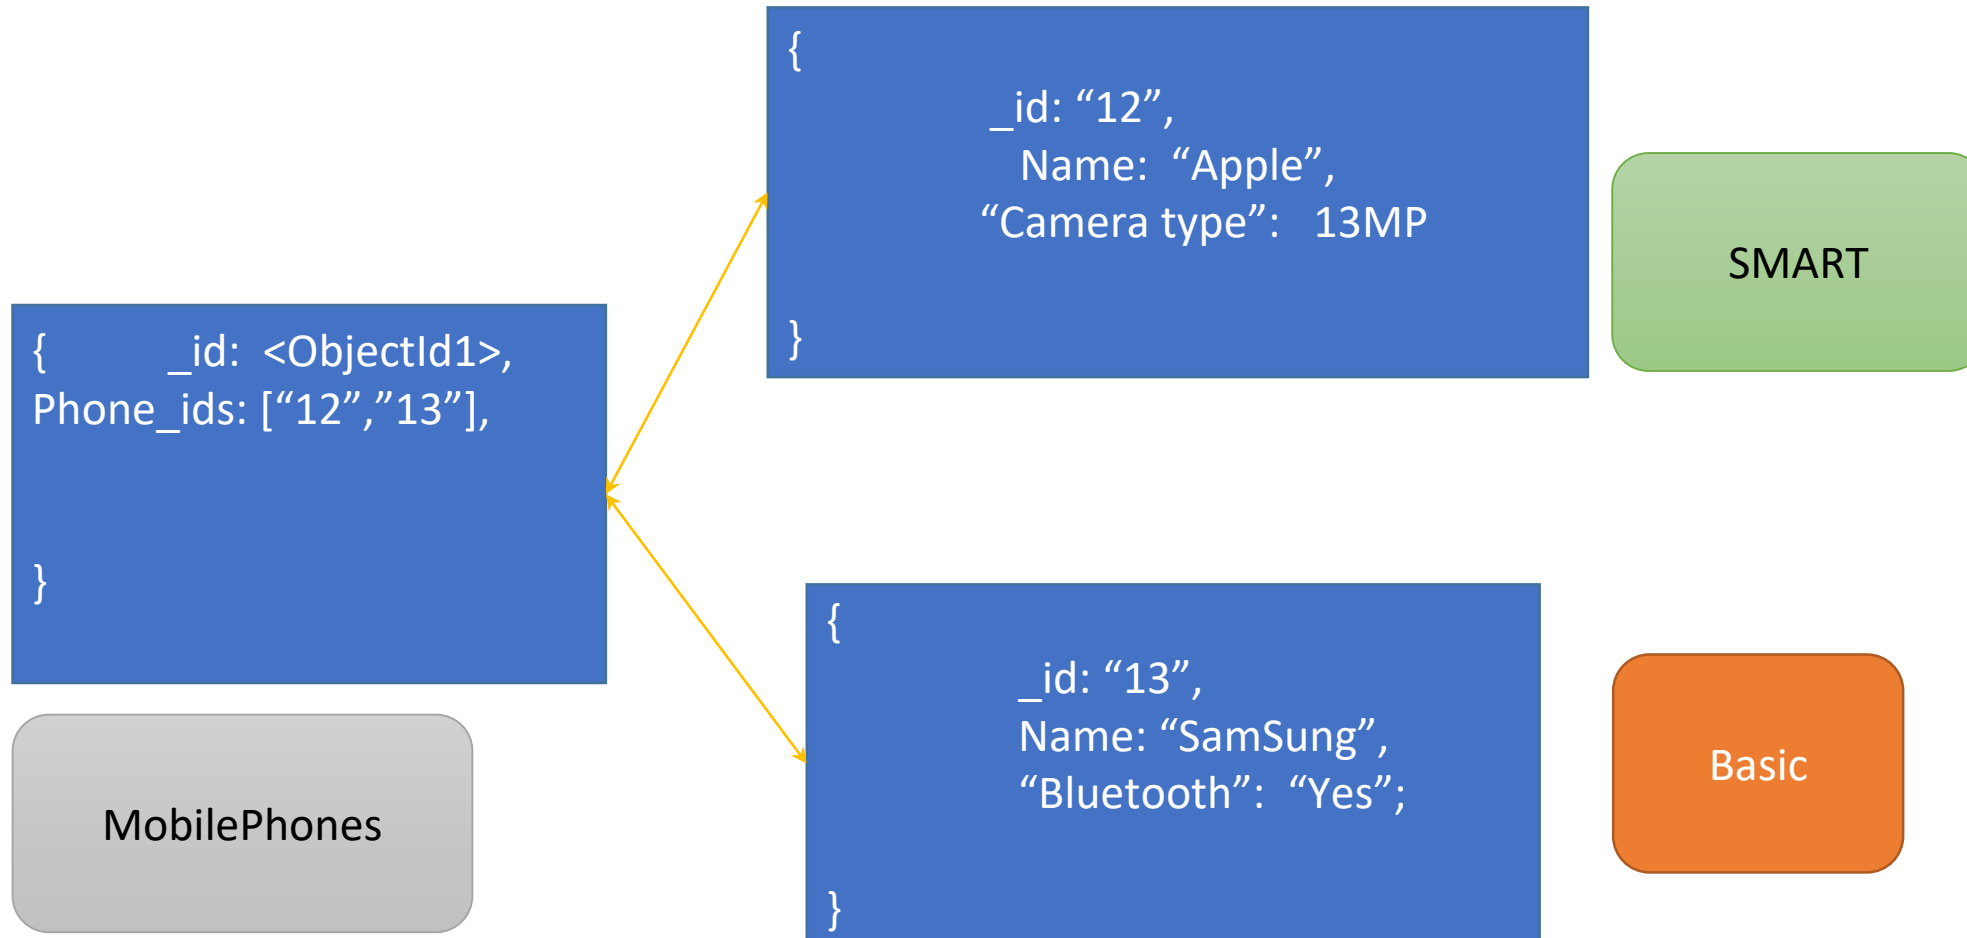 { _id: <ObjectId1>,
Phone_ids: [“12”,”13”],
}
MobilePhones
{
_id: “12”,
Name: “Apple”,
“Camera type”: 13MP
}
SMART
{
_id: “13”,
Name: “SamSung”,
“Bluetooth”: “Yes”;
}
Basic